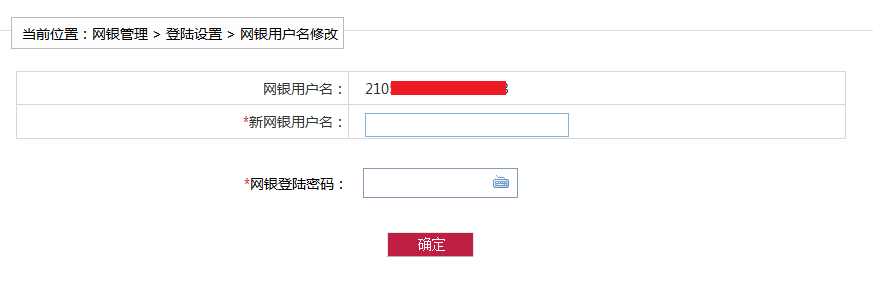 当前位置：网银管理 > 登陆设置 > 网银用户名修改
网银用户名： 210
*新网银用户名：
*网银登陆密码：
确定